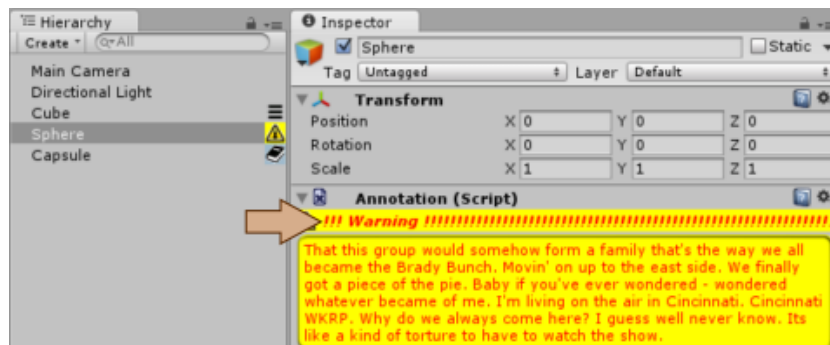 Hierarchy
Create
All
Main Camera
Directional Light
Cube
Sphere
Capsule
Inspector
Sphere
Static
Tag Untagged Layer Default
Transform
Position X 0 Y 0 Z 0
Rotation X 0 Y 0 Z 0
Scale X 1 Y 1 Z 1
Annotation (Script)
!!! Warning !!!!!!!!!!!!!!!!!!!!!!!!!!!!!!!!!!!!!!!!!!!!!!!!!!!!!!!!!!!!
That this group would somehow form a family that's the way we all
became the Brady Bunch. Movin' on up to the east side. We finally
got a piece of the pie. Baby if you've ever wondered - wondered
whatever became of me. I'm living on the air in Cincinnati. Cincinnati
WKRP. Why do we always come here? I guess well never know. Its
like a kind of torture to have to watch the show.